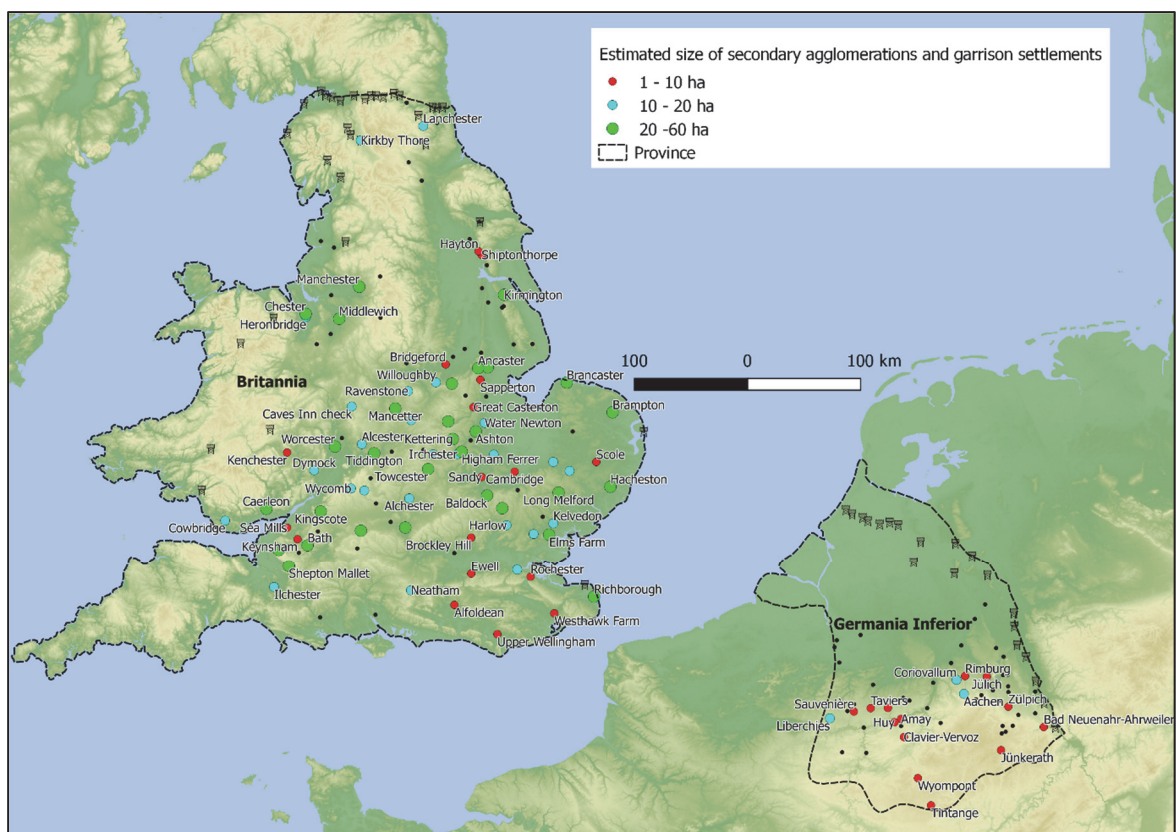 Estimated size of secondary agglomerations and garrison settlements
1 - 10 ha
10 - 20 ha
20 -60 ha
Province
Lanchester
Kirkby Thore
Hayton
Shiptonthorpe
Manchester
Kirmington
Chester
Middlewich
Heronbridge
Bridgeford
Ancaster
100 0 100 km
Britannia
Willoughby
Brancaster
Ravenstone
Sapperton
Caves Inn check
Mancetter
Great Casterton
Brampton
Water Newton
Worcester
Alcester
Kettering
Ashton
Kenchester
Tiddington
Irchester
Higham Ferrer
Scole
Dymock
Towcester
Sandy
Cambridge
Hacheston
Wycomb
Alchester
Baldock
Long Melford
Caerleon
Kingscote
Harlow
Kelvedon
Cowbridge
Sea Mills
Bath
Brockley Hill
Elms Farm
Keynsham
Shepton Mallet
Ewell
Rochester
Ilchester
Neatham
Richborough
Alfoldean
Westhawk Farm
Upper Wellingham
Germania Inferior
Coriovallum
Rimburg
Jülich
Aachen
Zülpich
Sauvenière
Taviers
Liberchies
Huy
Amay
Bad Neuenahr-Ahrweiler
Clavier-Vervoz
Jünkerath
Wyompont
Tintange